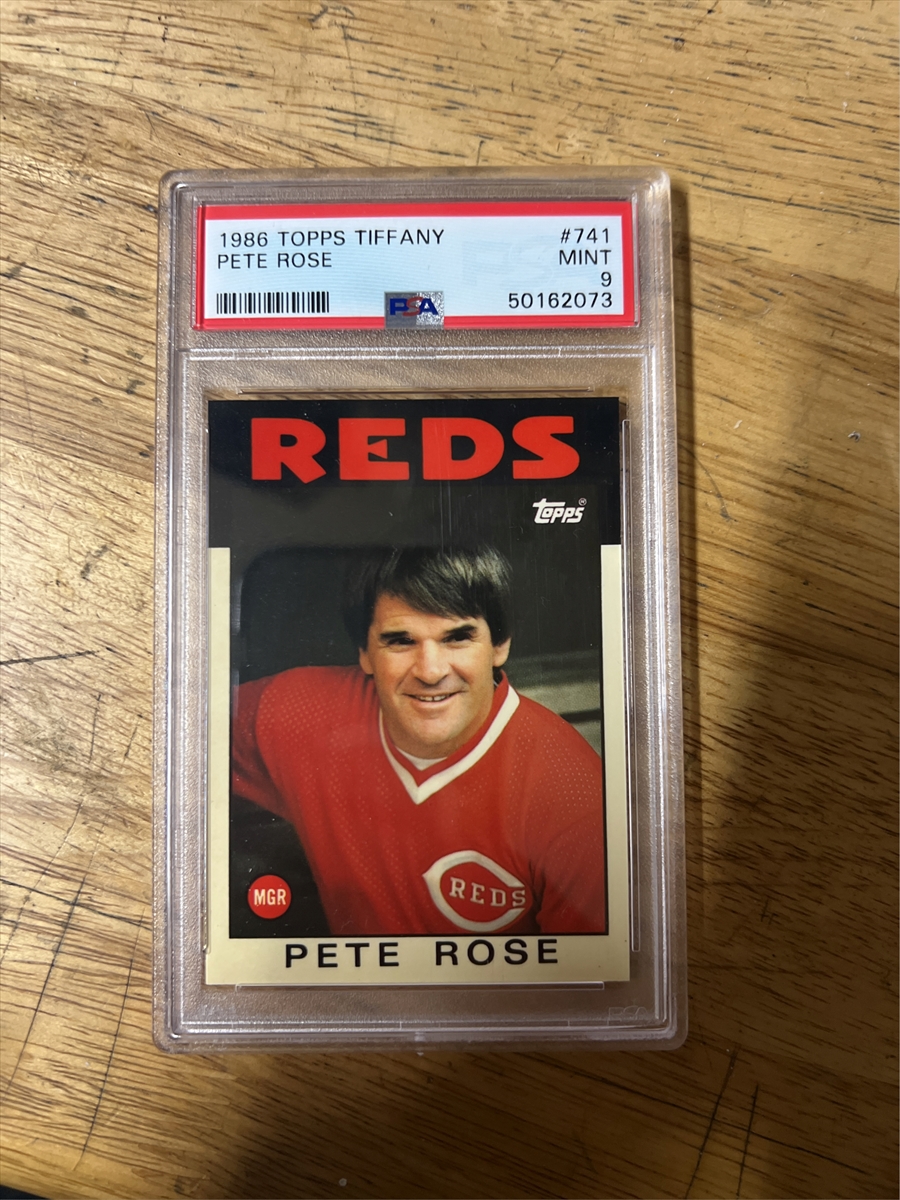 1986 TOPPS TIFFANY #741
PETE ROSE MINT
9
PSA 50162073
REDS
topps®
REDS
MGR
PETE ROSE